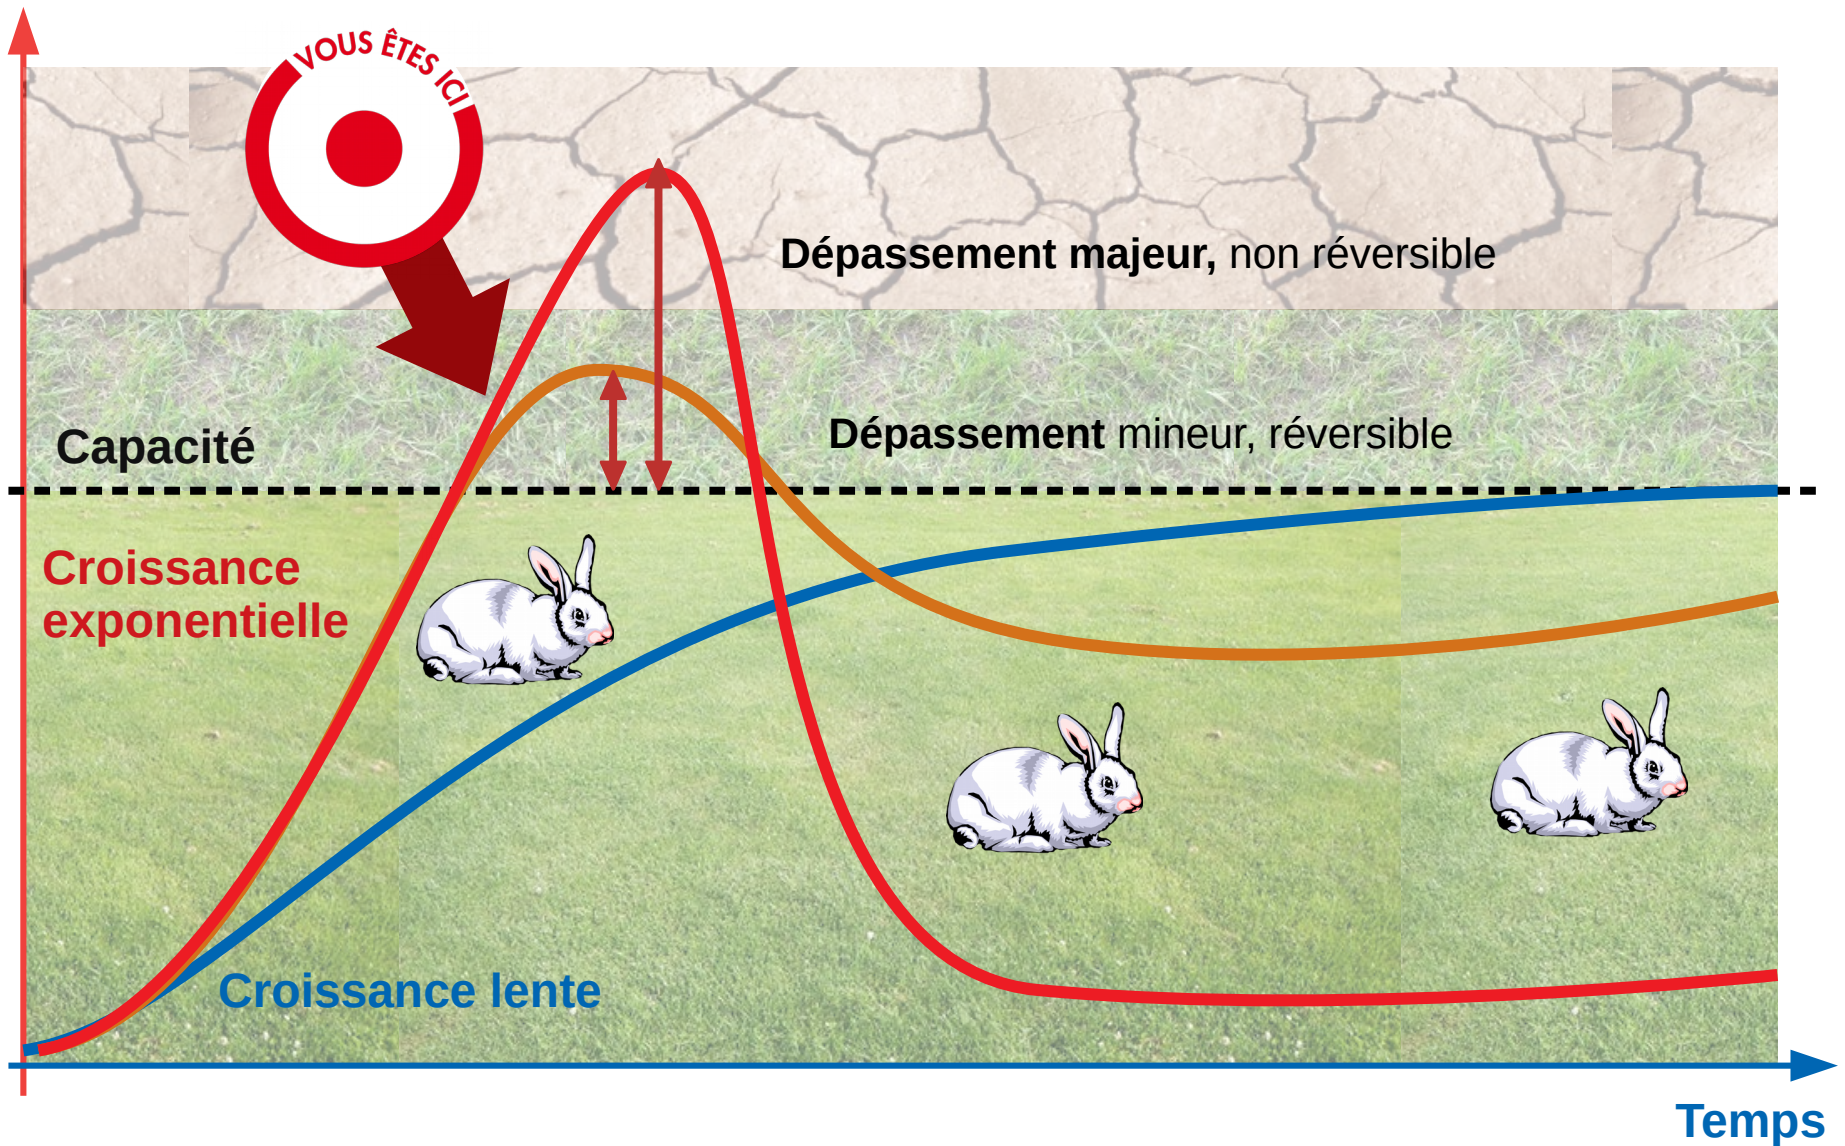 VOUS ÊTES ICI
Dépassement majeur, non réversible
Dépassement mineur, réversible
Capacité
Croissance
exponentielle
Croissance lente
Temps